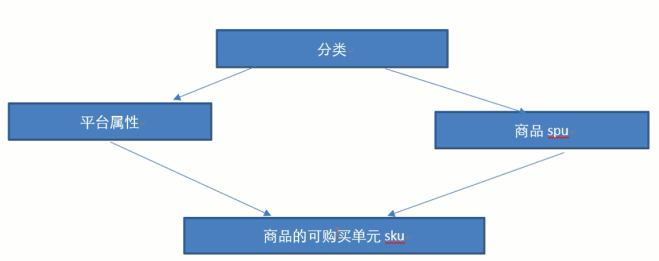 分类
平台属性
商品 spu
商品的可购买单元 sku